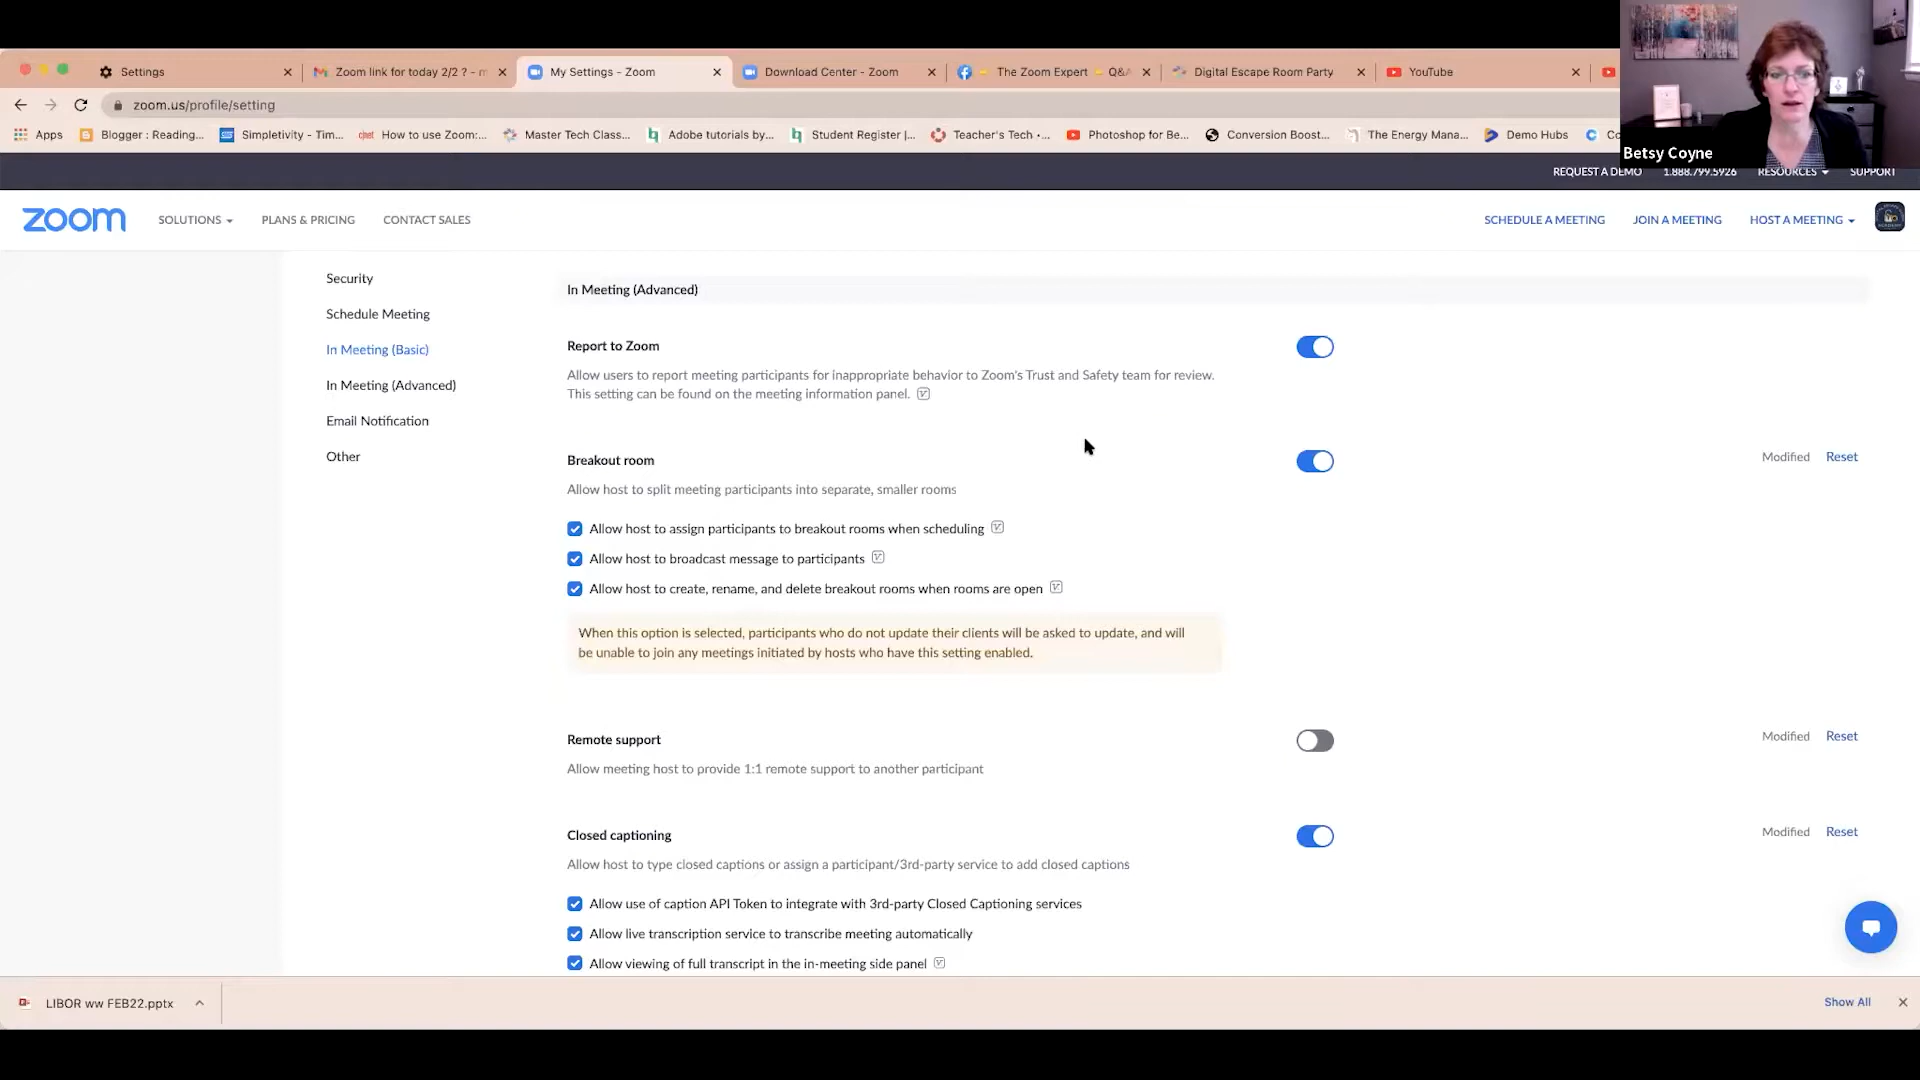 Settings
Zoom link for today 2/2 ? - m
My Settings - Zoom
Download Center - Zoom
The Zoom Expert
Q&A
Digital Escape Room Party
YouTube
zoom.us/profile/setting
Apps
Blogger : Reading...
Simpletivity - Tim...
How to use Zoom:...
Master Tech Class...
Adobe tutorials by...
Student Register |...
Teacher's Tech •...
Photoshop for Be...
Conversion Boost...
The Energy Mana...
Demo Hubs
Betsy Coyne
REQUEST A DEMO
1.888.799.5926
RESOURCES
SUPPORT
zoom
SOLUTIONS
PLANS & PRICING
CONTACT SALES
SCHEDULE A MEETING
JOIN A MEETING
HOST A MEETING
Security
Schedule Meeting
In Meeting (Basic)
In Meeting (Advanced)
Email Notification
Other
In Meeting (Advanced)
Report to Zoom
Allow users to report meeting participants for inappropriate behavior to Zoom's Trust and Safety team for review.
This setting can be found on the meeting information panel.
Breakout room
Modified Reset
Allow host to split meeting participants into separate, smaller rooms
Allow host to assign participants to breakout rooms when scheduling
Allow host to broadcast message to participants
Allow host to create, rename, and delete breakout rooms when rooms are open
When this option is selected, participants who do not update their clients will be asked to update, and will
be unable to join any meetings initiated by hosts who have this setting enabled.
Remote support
Modified Reset
Allow meeting host to provide 1:1 remote support to another participant
Closed captioning
Modified Reset
Allow host to type closed captions or assign a participant/3rd-party service to add closed captions
Allow use of caption API Token to integrate with 3rd-party Closed Captioning services
Allow live transcription service to transcribe meeting automatically
Allow viewing of full transcript in the in-meeting side panel
LIBOR ww FEB22.pptx
Show All